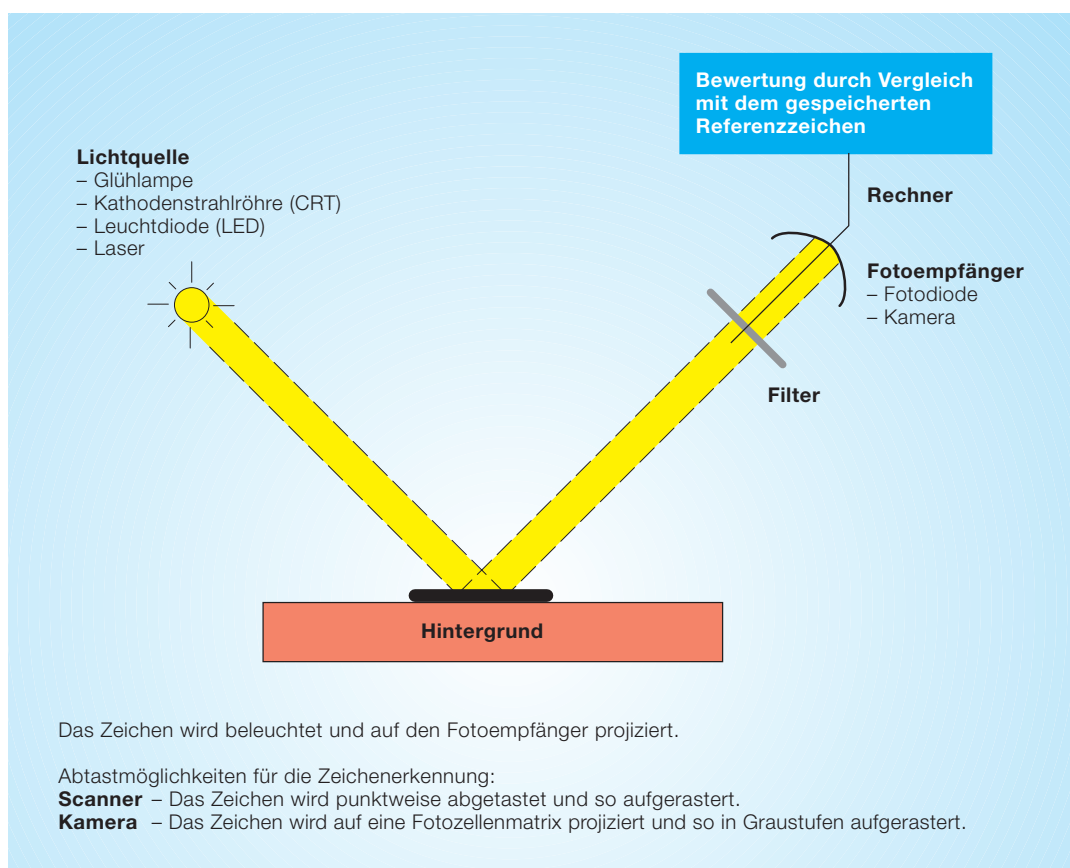 Bewertung durch Vergleich
mit dem gespeicherten
Referenzzeichen
Lichtquelle
– Glühlampe
– Kathodenstrahlröhre (CRT)
– Leuchtdiode (LED)
– Laser
Rechner
Fotoempfänger
– Fotodiode
– Kamera
Filter
Hintergrund
Das Zeichen wird beleuchtet und auf den Fotoempfänger projiziert.
Abtastmöglichkeiten für die Zeichenerkennung:
Scanner – Das Zeichen wird punktweise abgetastet und so aufgerastert.
Kamera – Das Zeichen wird auf eine Fotozellenmatrix projiziert und so in Graustufen aufgerastert.